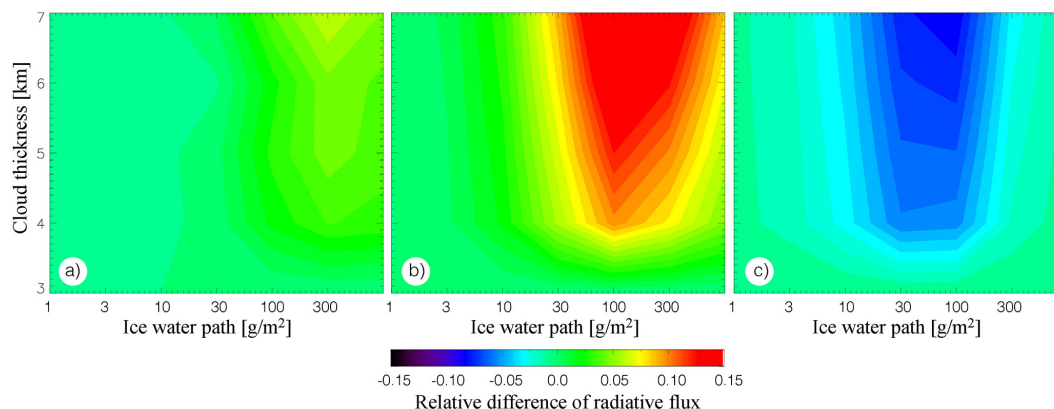 Cloud thickness [km]
7
6
5
4
3
a)
b)
c)
1 3 10 30 100 300
1 3 10 30 100 300
1 3 10 30 100 300
Ice water path [g/m²]
Ice water path [g/m²]
Ice water path [g/m²]
-0.15 -0.10 -0.05 0.0 0.05 0.10 0.15
Relative difference of radiative flux